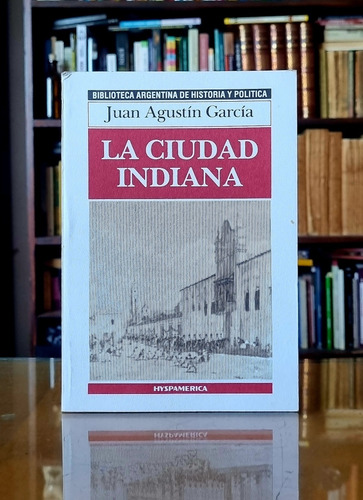 BIBLIOTECA ARGENTINA DE HISTORIA Y POLITICA
Juan Agustín García
LA CIUDAD
INDIANA
HYSPAMERICA